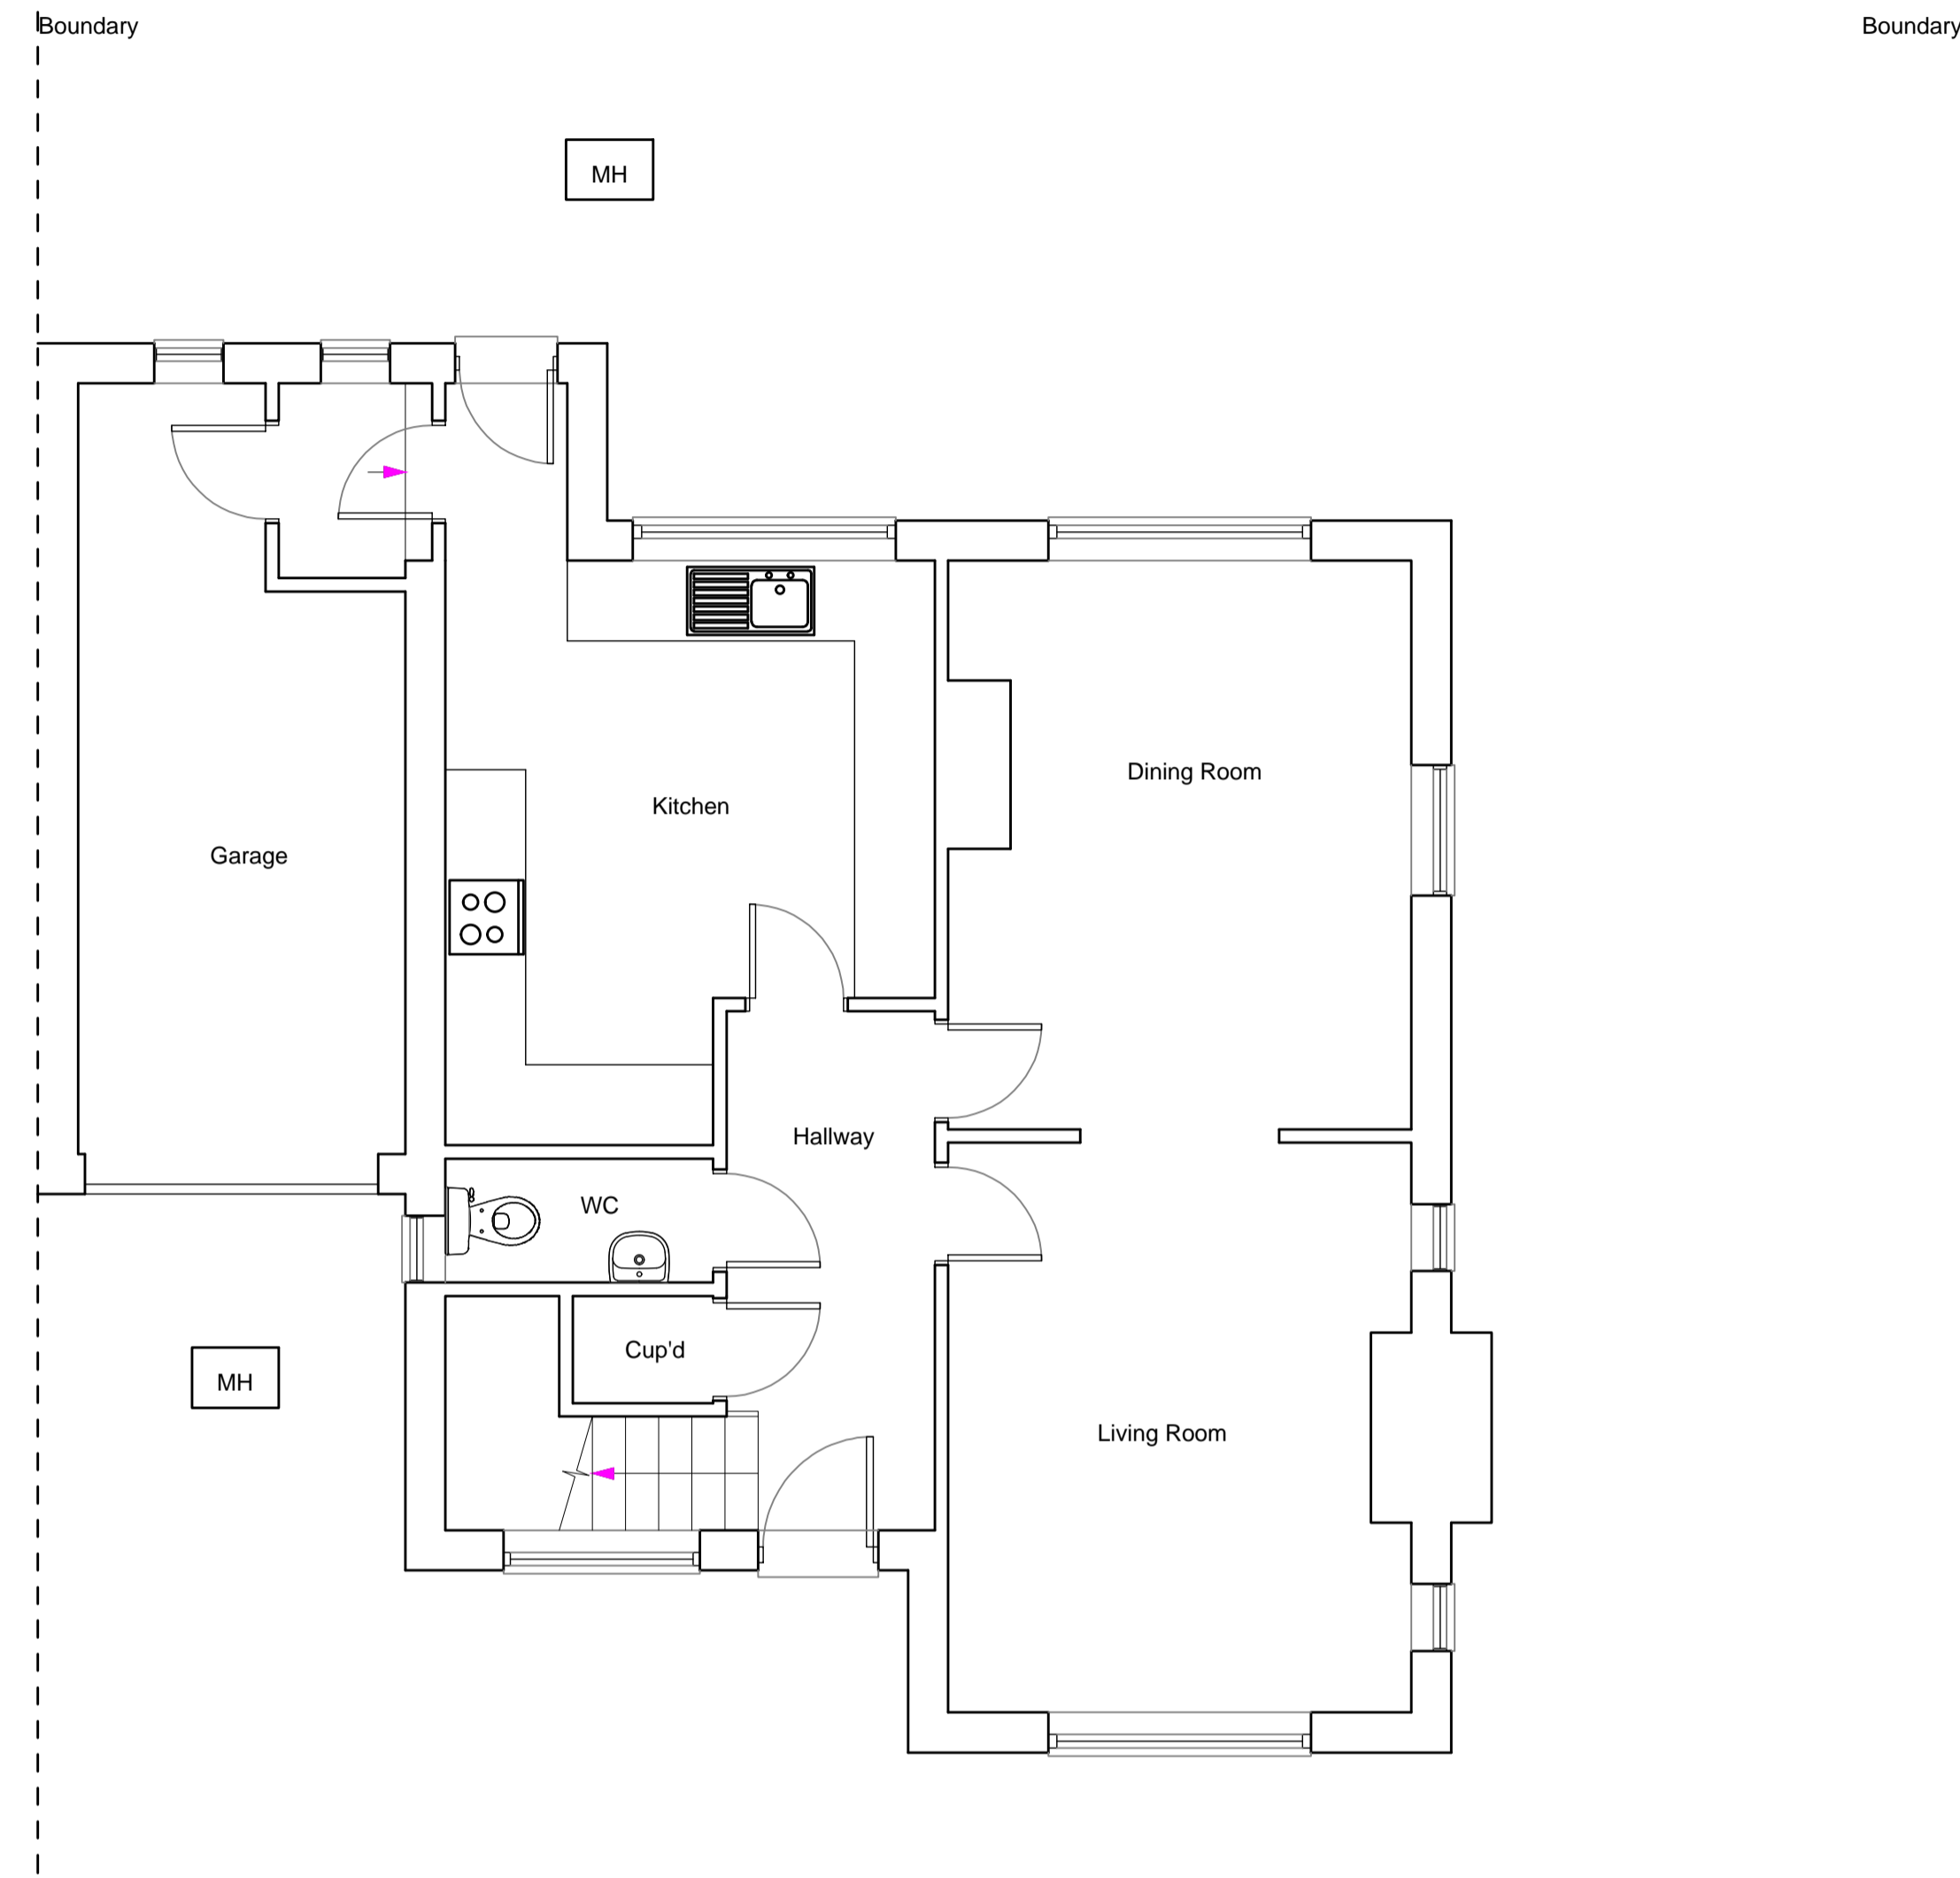 Boundary
Boundary
MH
Dining Room
Kitchen
Garage
Hallway
WC
Cup'd
MH
Living Room